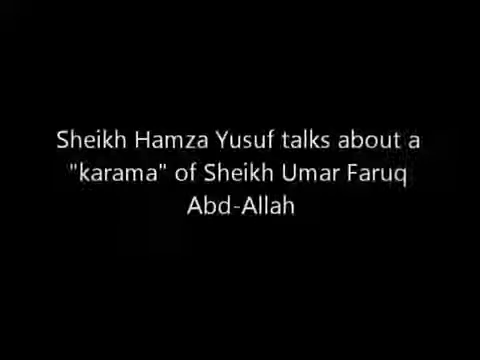 Sheikh Hamza Yusuf talks about a
"karama" of Sheikh Umar Faruq
Abd-Allah